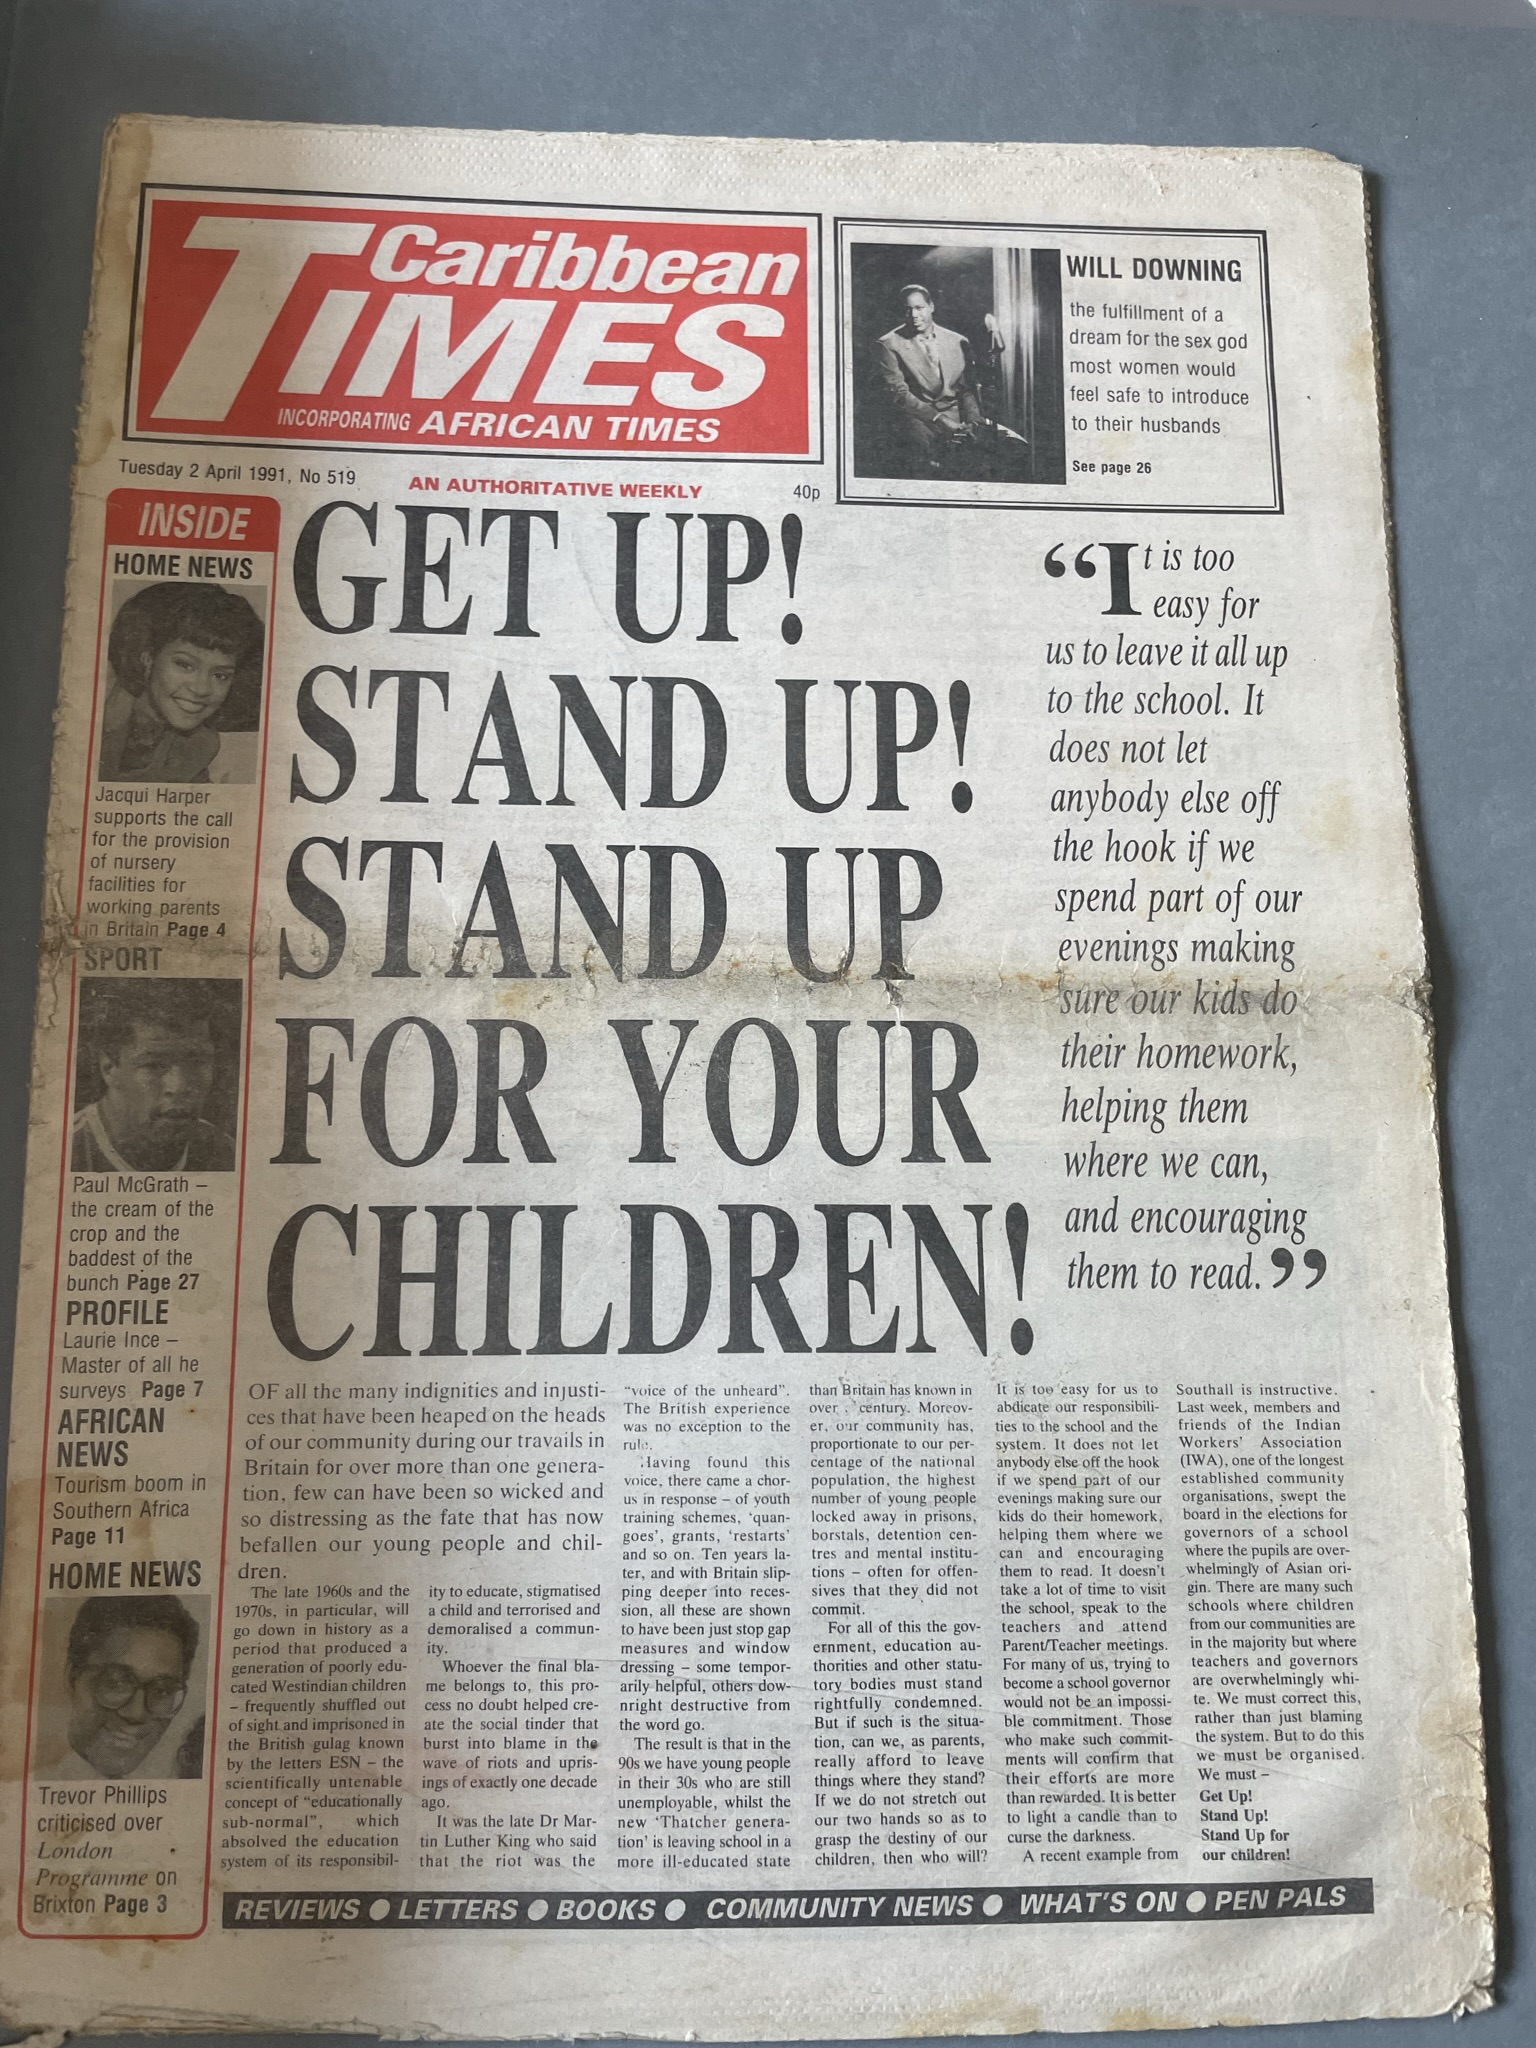 Caribbean
TIMES
INCORPORATING AFRICAN TIMES
WILL DOWNING
the fulfillment of a
dream for the sex god
most women would
feel safe to introduce
to their husbands
See page 26
Tuesday 2 April 1991, No 519
AN AUTHORITATIVE WEEKLY
40p
INSIDE
HOME NEWS
Jacqui Harper
supports the call
for the provision
of nursery
facilities for
working parents
in Britain Page 4
SPORT
Paul McGrath –
the cream of the
crop and the
baddest of the
bunch Page 27
PROFILE
Laurie Ince –
Master of all he
surveys Page 7
AFRICAN
NEWS
Tourism boom in
Southern Africa
Page 11
HOME NEWS
Trevor Phillips
criticised over
London
Programme on
Brixton Page 3
GET UP!
STAND UP!
STAND UP
FOR YOUR
CHILDREN!
“It is too
easy for
us to leave it all up
to the school. It
does not let
anybody else off
the hook if we
spend part of our
evenings making
sure our kids do
their homework,
helping them
where we can,
and encouraging
them to read.”
OF all the many indignities and injusti-
ces that have been heaped on the heads
of our community during our travails in
Britain for over more than one genera-
tion, few can have been so wicked and
so distressing as the fate that has now
befallen our young people and chil-
dren.
The late 1960s and the
1970s, in particular, will
go down in history as a
period that produced a
generation of poorly edu-
cated Westindian children
– frequently shuffled out
of sight and imprisoned in
the British gulag known
by the letters ESN – the
scientifically untenable
concept of “educationally
sub-normal”, which
absolved the education
system of its responsibil-
ity to educate, stigmatised
a child and terrorised and
demoralised a commun-
ity.
Whoever the final bla-
me belongs to, this pro-
cess no doubt helped cre-
ate the social tinder that
burst into blame in the
wave of riots and upris-
ings of exactly one decade
ago.
It was the late Dr Mar-
tin Luther King who said
that the riot was the
“voice of the unheard”.
The British experience
was no exception to the
rule.
Having found this
voice, there came a chor-
us in response – of youth
training schemes, ‘quan-
goes’, grants, ‘restarts’
and so on. Ten years la-
ter, and with Britain slip-
ping deeper into reces-
sion, all these are shown
to have been just stop gap
measures and window
dressing – some tempor-
arily helpful, others dow-
nright destructive from
the word go.
The result is that in the
90s we have young people
in their 30s who are still
unemployable, whilst the
new ‘Thatcher genera-
tion’ is leaving school in a
more ill-educated state
than Britain has known in
over century. Moreov-
er, our community has,
proportionate to our per-
centage of the national
population, the highest
number of young people
locked away in prisons,
borstals, detention cen-
tres and mental institu-
tions – often for offen-
sives that they did not
commit.
For all of this the gov-
ernment, education au-
thorities and other statu-
tory bodies must stand
rightfully condemned.
But if such is the situa-
tion, can we, as parents,
really afford to leave
things where they stand?
If we do not stretch out
our two hands so as to
grasp the destiny of our
children, then who will?
It is too easy for us to
abdicate our responsibili-
ties to the school and the
system. It does not let
anybody else off the hook
if we spend part of our
evenings making sure our
kids do their homework,
helping them where we
can and encouraging
them to read. It doesn’t
take a lot of time to visit
the school, speak to the
teachers and attend
Parent/Teacher meetings.
For many of us, trying to
become a school governor
would not be an impossi-
ble commitment. Those
who make such commit-
ments will confirm that
their efforts are more
than rewarded. It is better
to light a candle than to
curse the darkness.
A recent example from
Southall is instructive.
Last week, members and
friends of the Indian
Workers’ Association
(IWA), one of the longest
established community
organisations, swept the
board in the elections for
governors of a school
where the pupils are over-
whelmingly of Asian ori-
gin. There are many such
schools where children
from our communities are
in the majority but where
teachers and governors
are overwhelmingly whi-
te. We must correct this,
rather than just blaming
the system. But to do this
we must be organised.
We must –
Get Up!
Stand Up!
Stand Up for
our children!
REVIEWS ● LETTERS ● BOOKS ● COMMUNITY NEWS ● WHAT’S ON ● PEN PALS